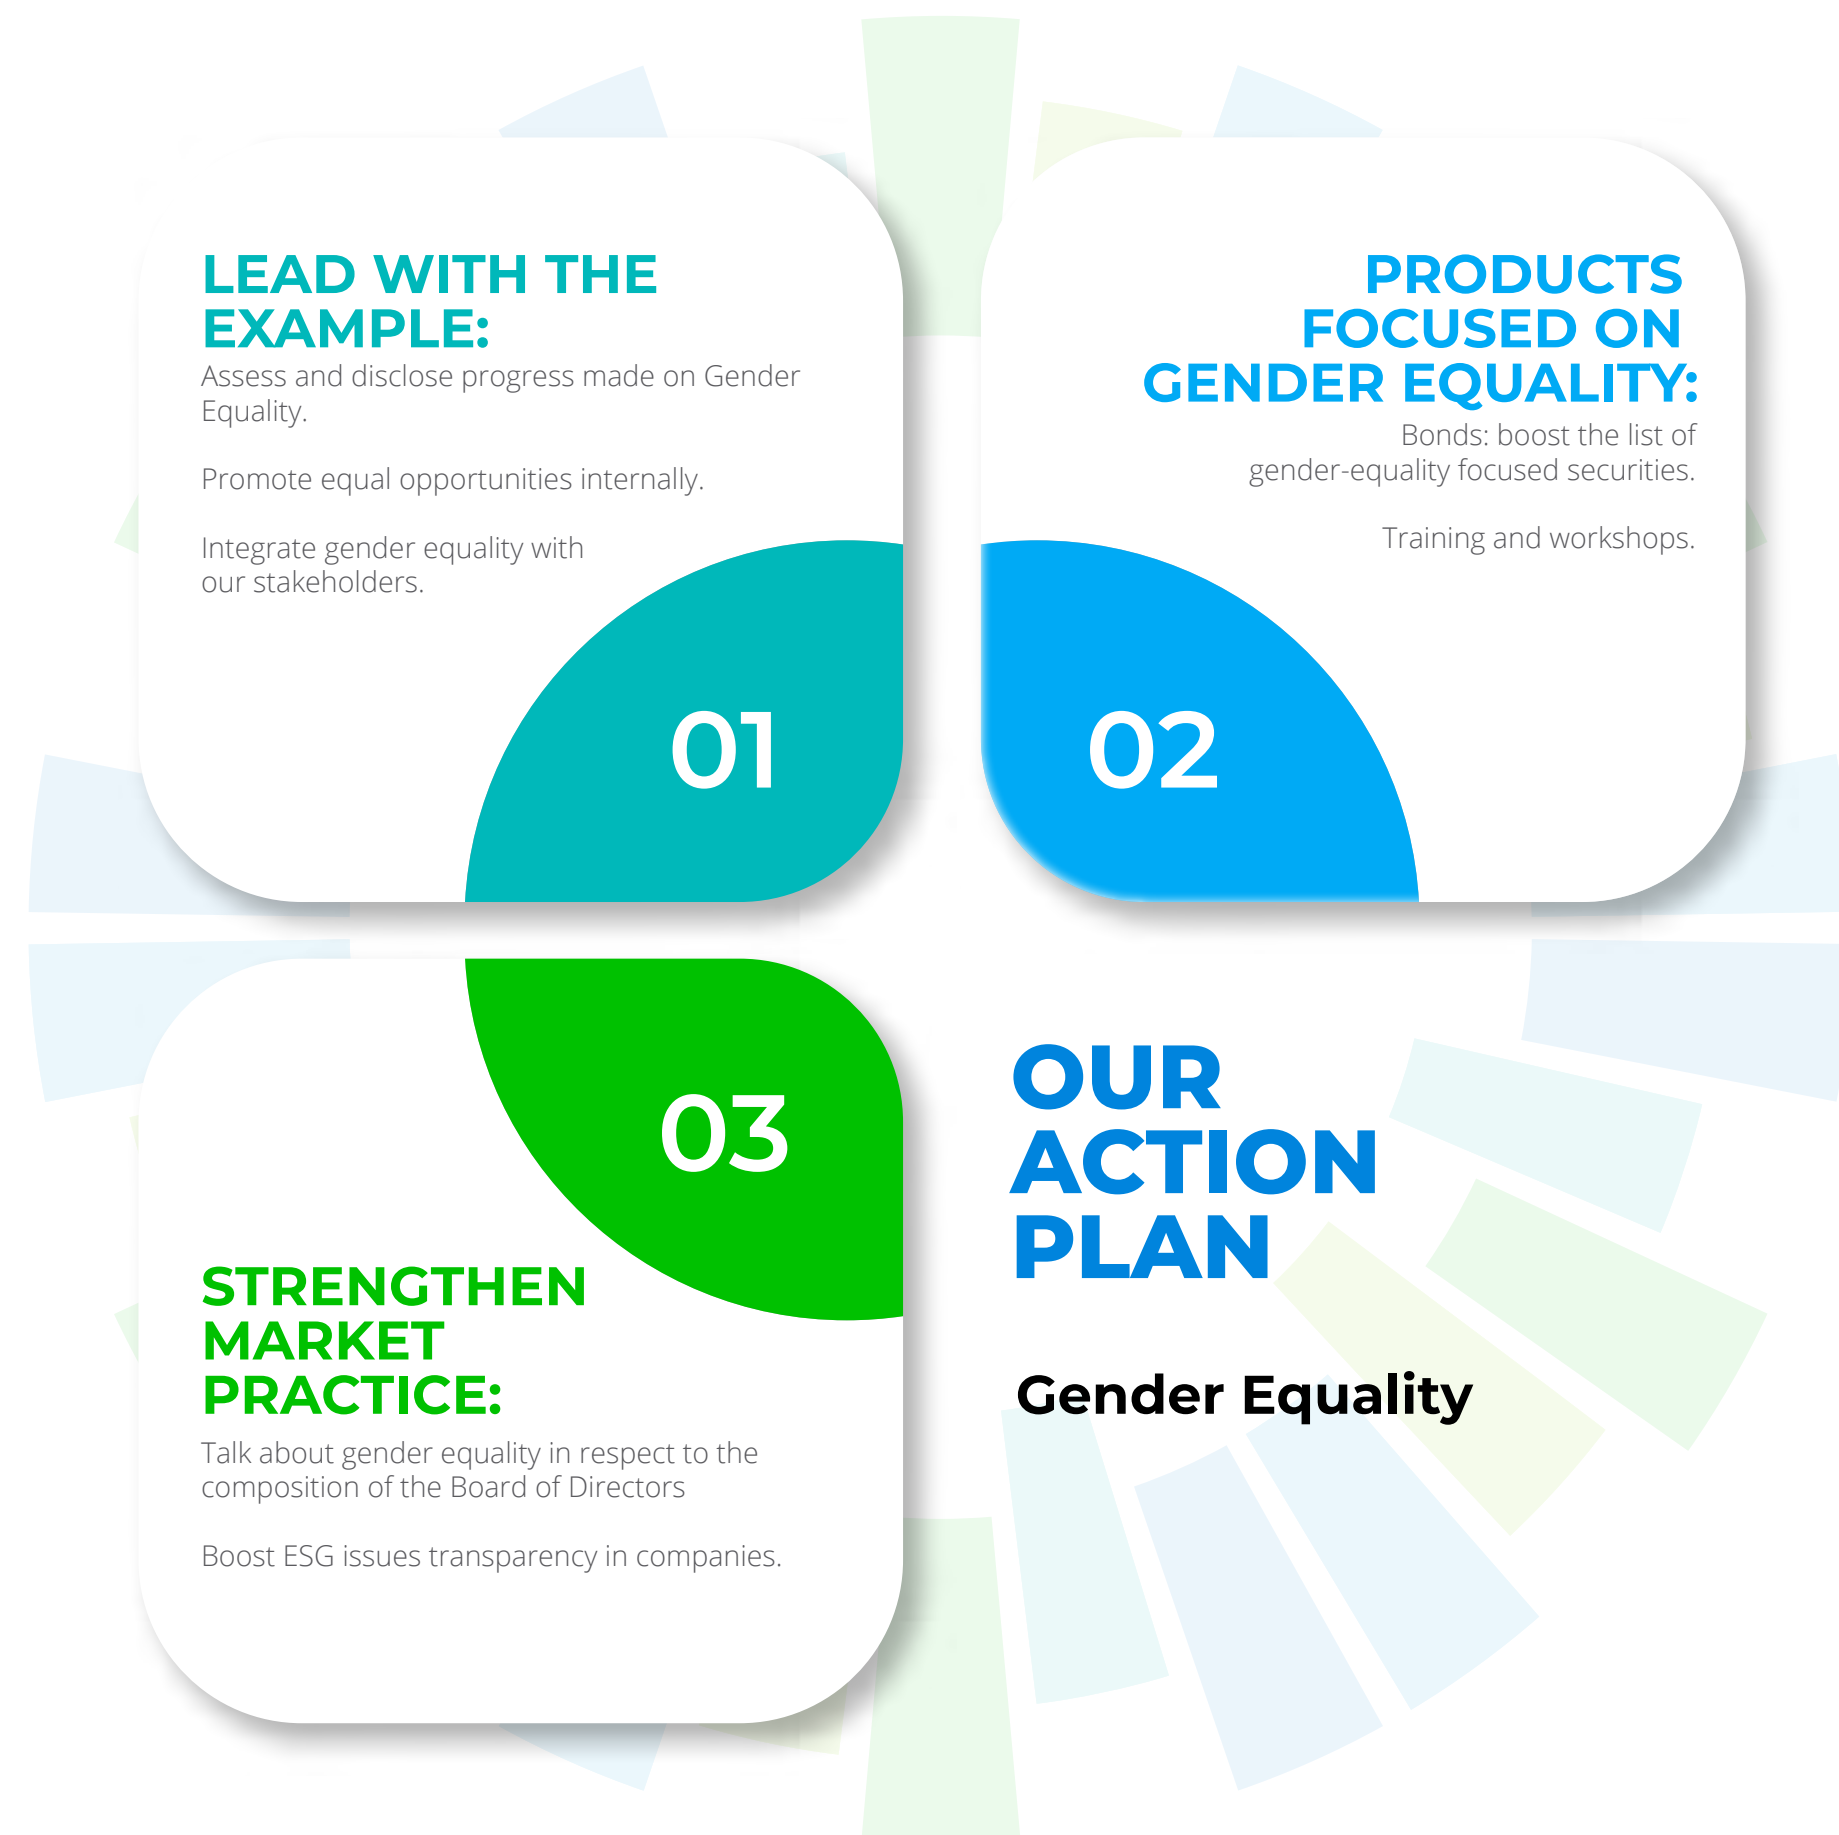 LEAD WITH THE
EXAMPLE:
Assess and disclose progress made on Gender
Equality.
Promote equal opportunities internally.
Integrate gender equality with
our stakeholders.
01
PRODUCTS
FOCUSED ON
GENDER EQUALITY:
Bonds: boost the list of
gender-equality focused securities.
Training and workshops.
02
03
STRENGTHEN
MARKET
PRACTICE:
Talk about gender equality in respect to the
composition of the Board of Directors
Boost ESG issues transparency in companies.
OUR
ACTION
PLAN
Gender Equality